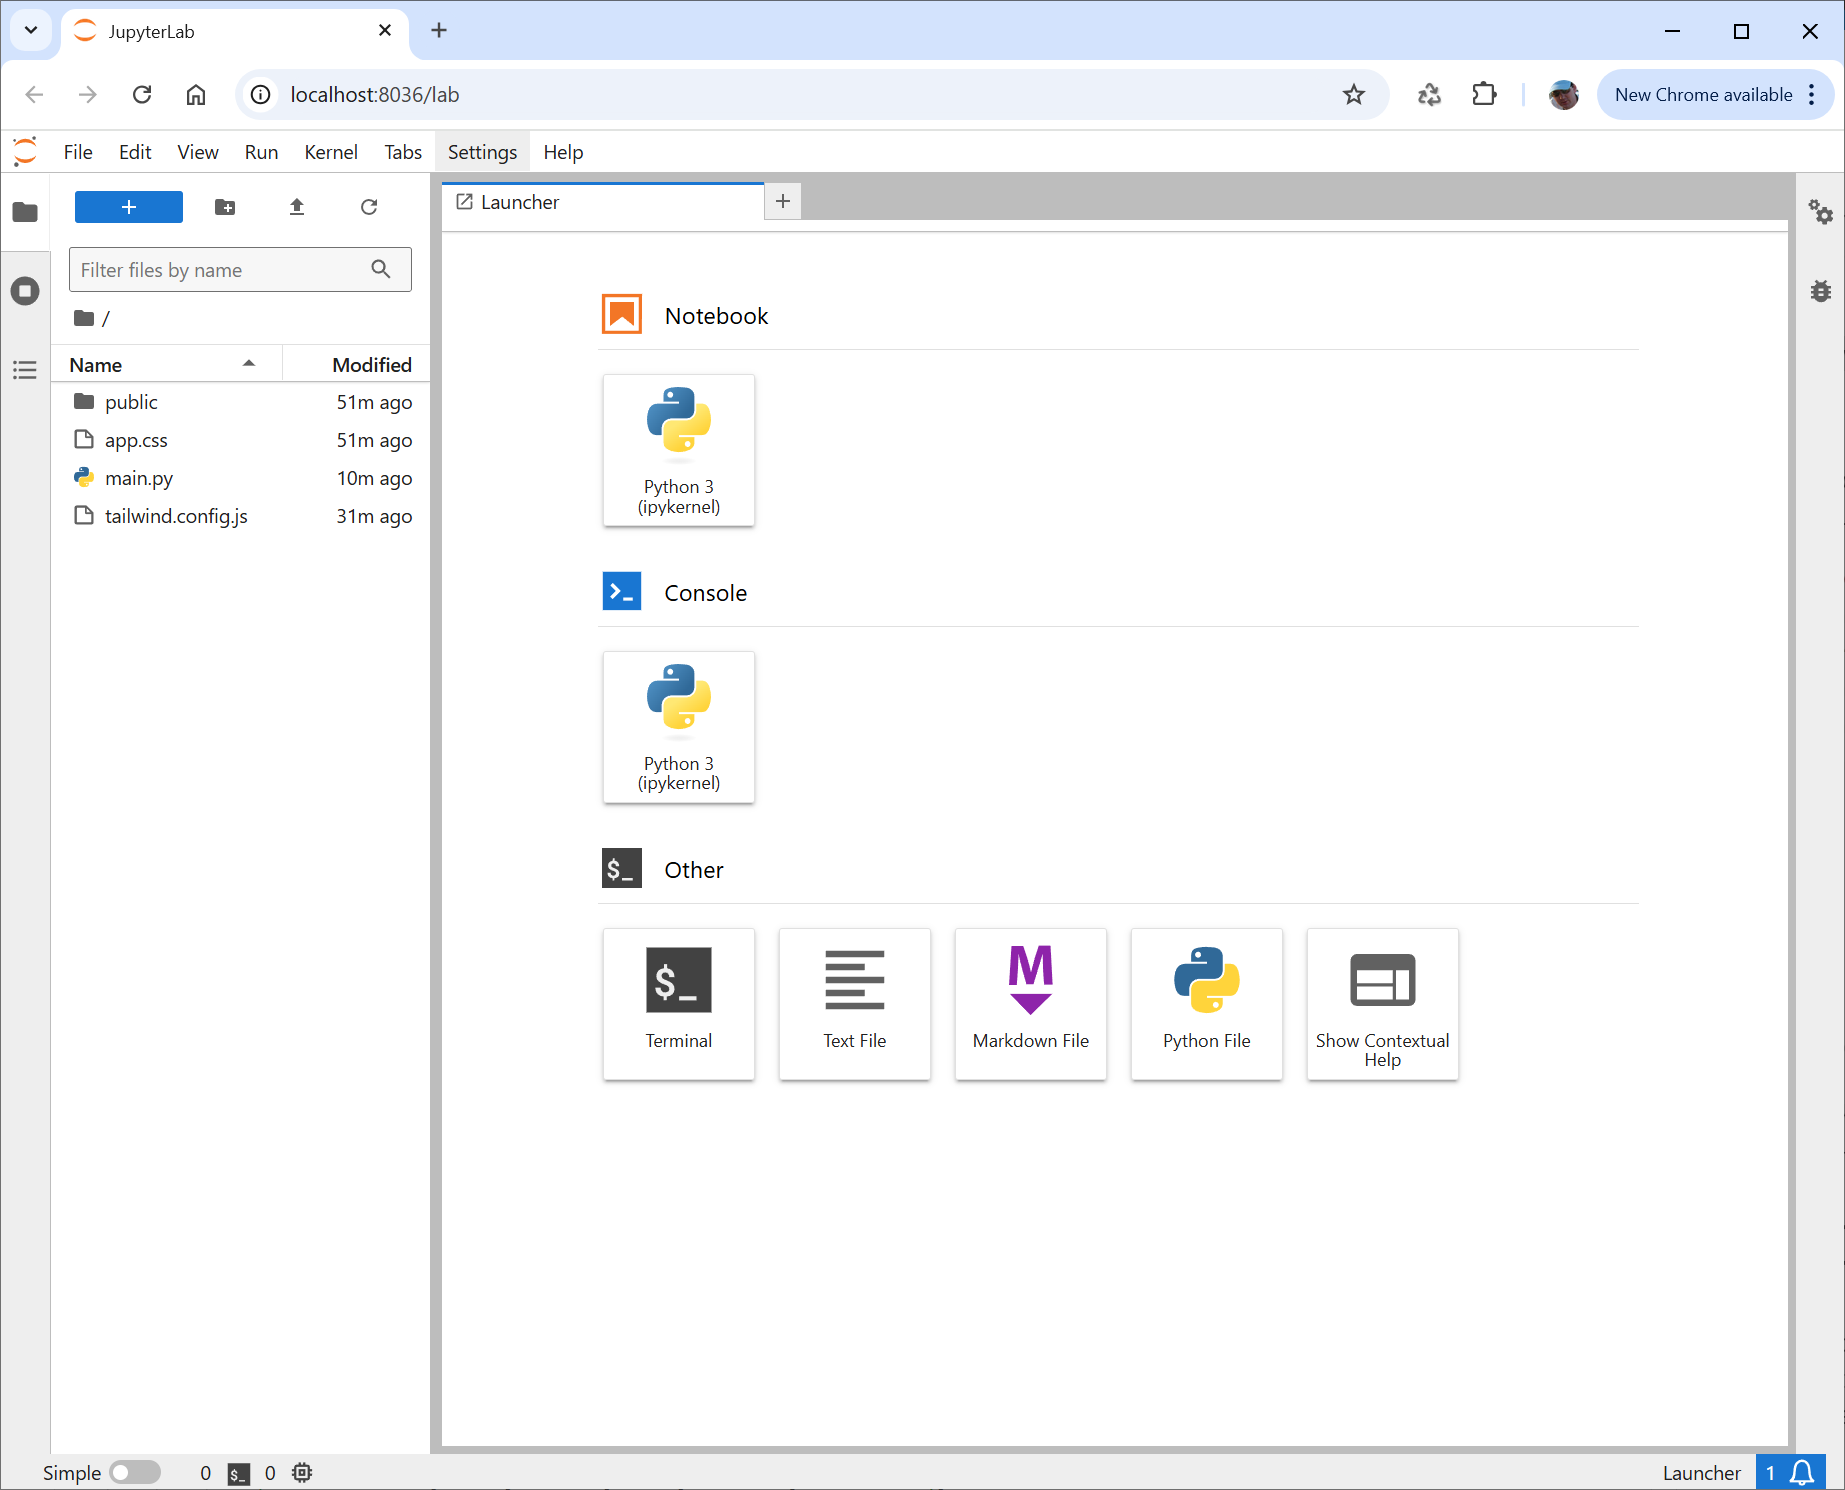 JupyterLab
localhost:8036/lab
New Chrome available
File Edit View Run Kernel Tabs Settings Help
Launcher
Filter files by name
/
Name Modified
public 51m ago
app.css 51m ago
main.py 10m ago
tailwind.config.js 31m ago
Notebook
Python 3
(ipykernel)
Console
Python 3
(ipykernel)
$_ Other
$_
Terminal
Text File
M
Markdown File
Python File
Show Contextual
Help
Simple 0 $_ 0 Launcher 1